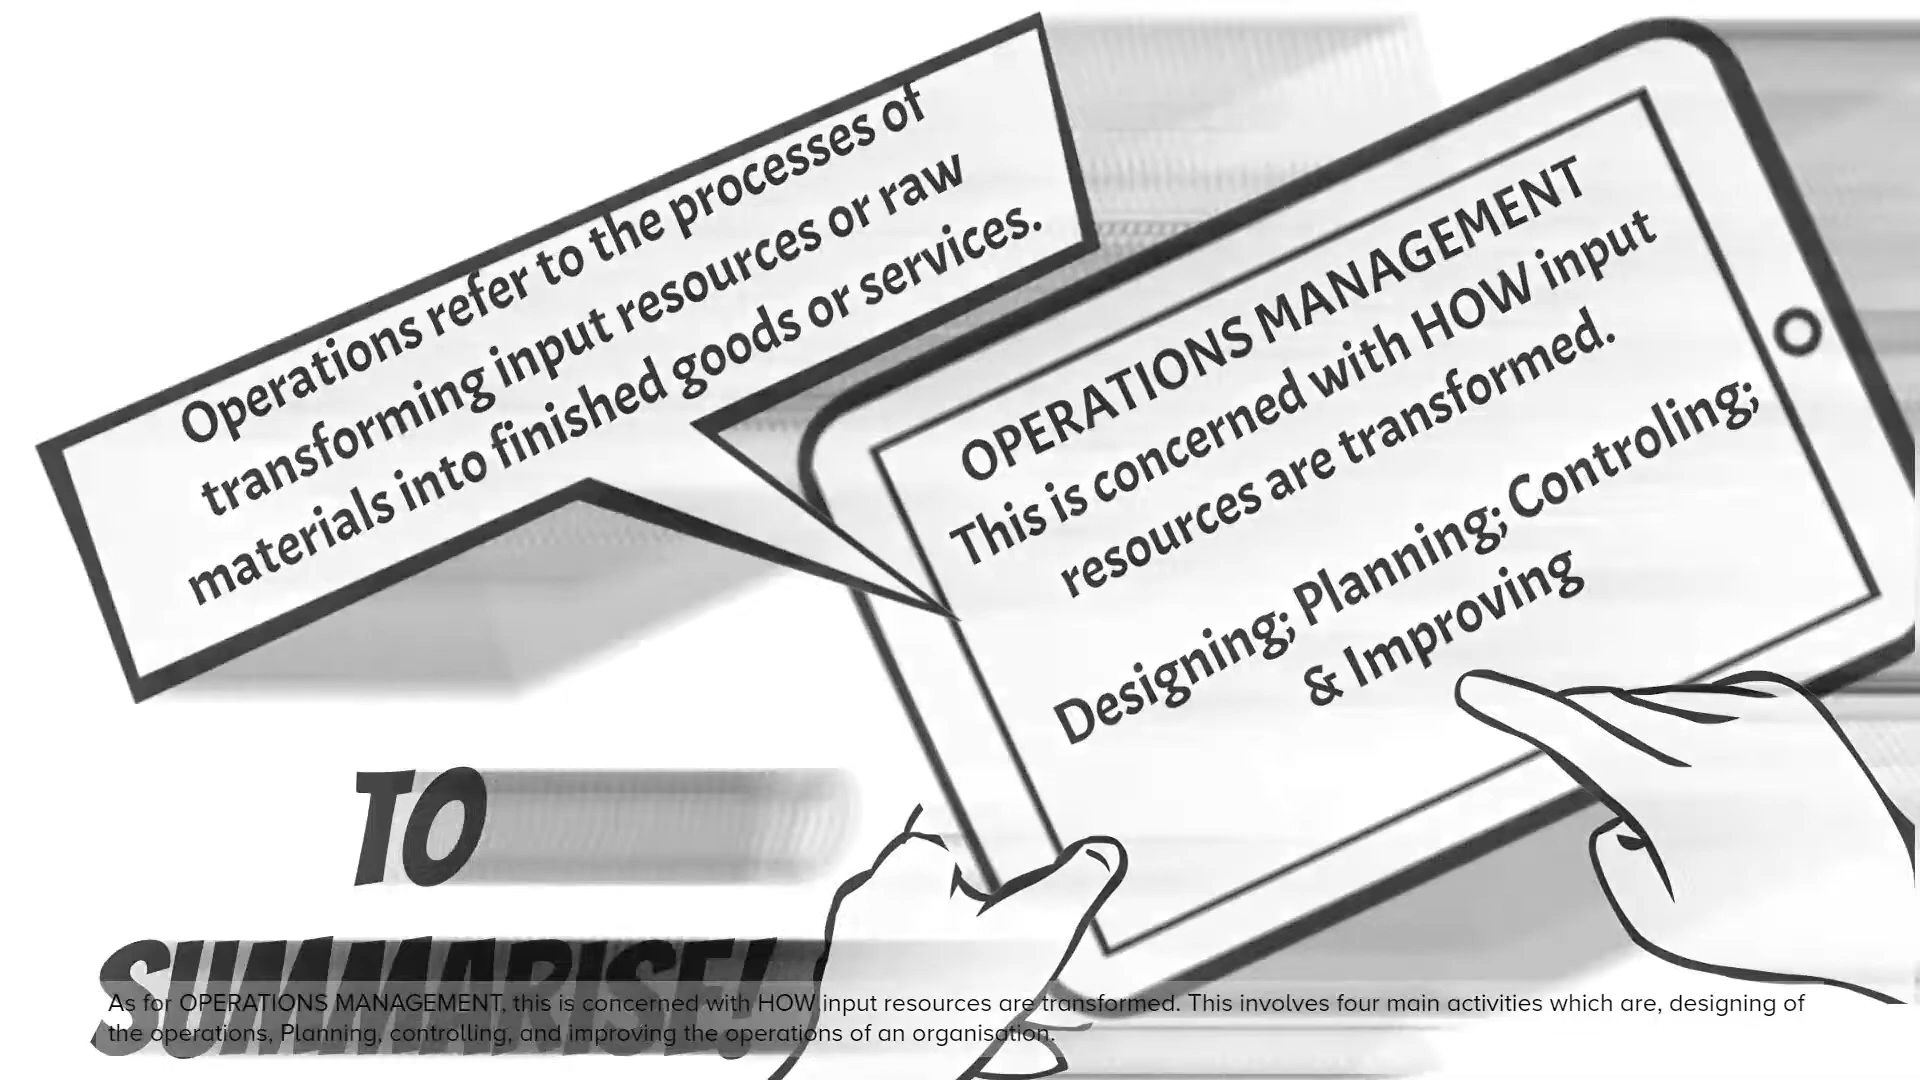 Operations refer to the processes of
transforming input resources or raw
materials into finished goods or services.
OPERATIONS MANAGEMENT
This is concerned with HOW input
resources are transformed.
Designing; Planning; Controling;
& Improving
TO
SUMMARISE!
As for OPERATIONS MANAGEMENT, this is concerned with HOW input resources are transformed. This involves four main activities which are, designing of
the operations, Planning, controlling, and improving the operations of an organisation.